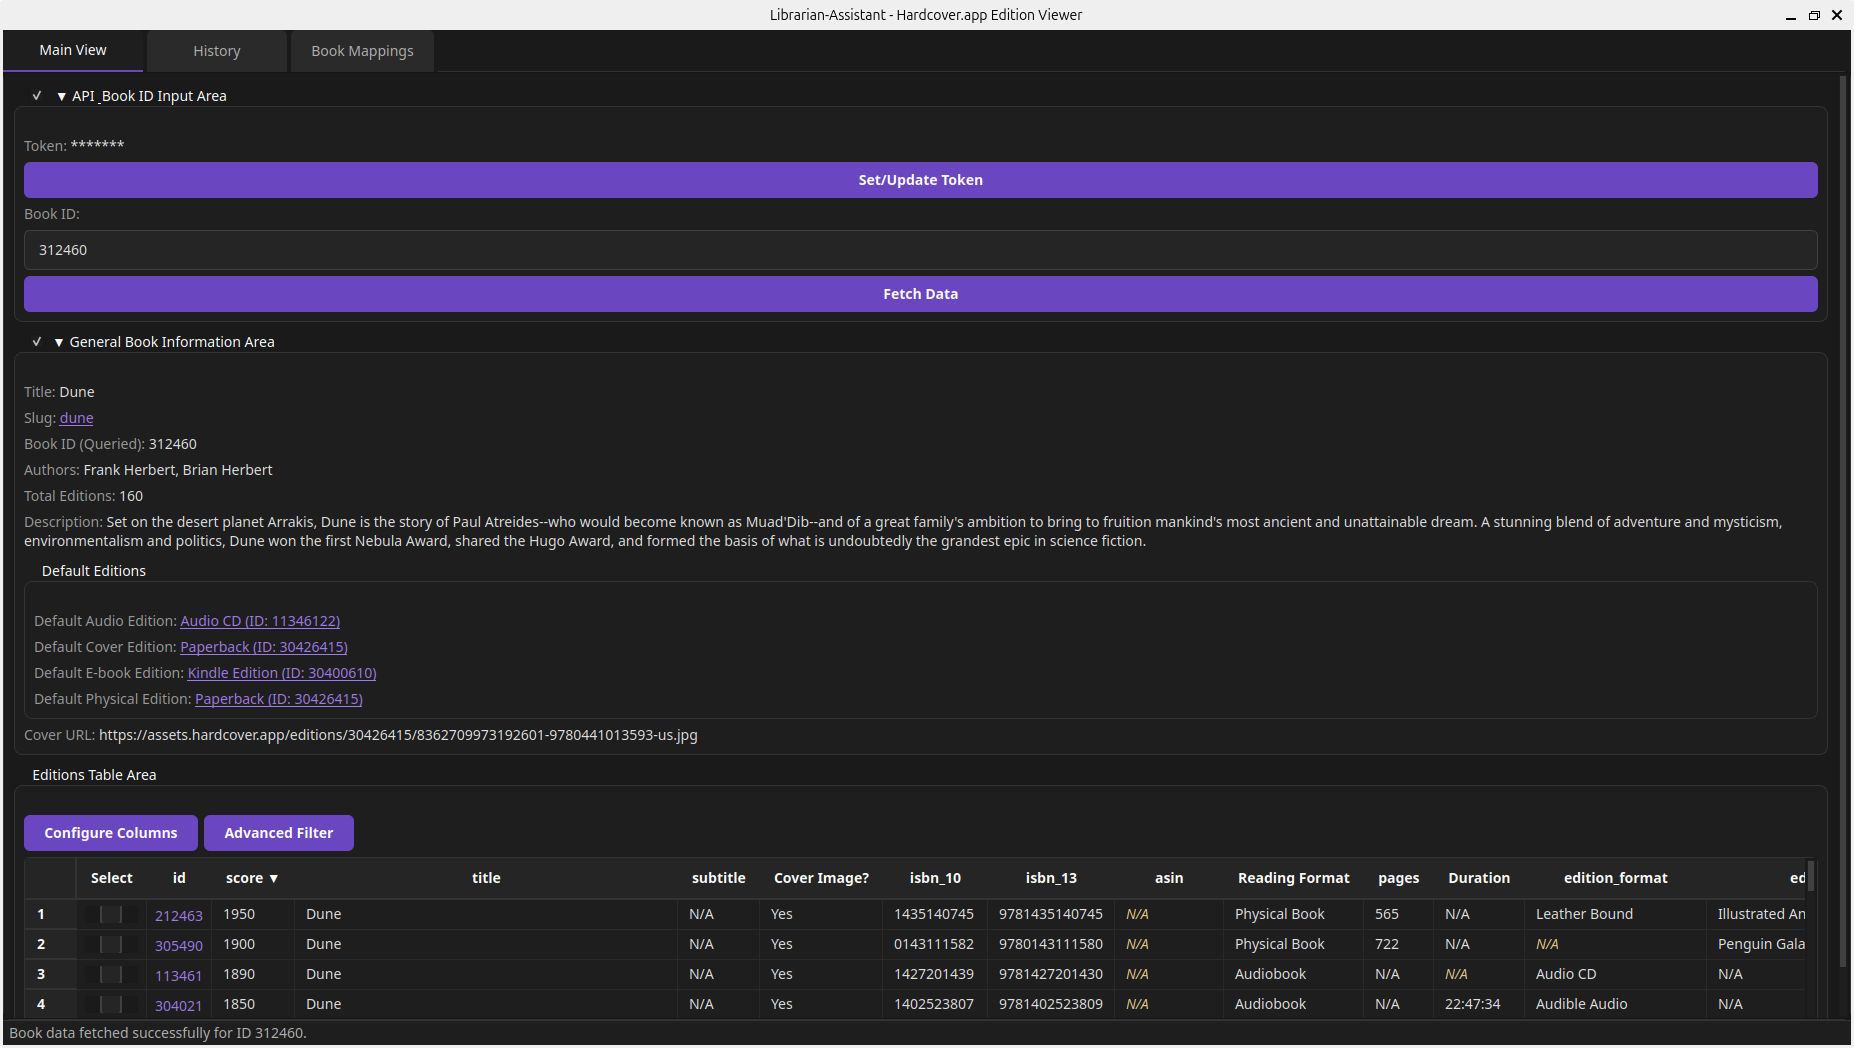 Librarian-Assistant - Hardcover.app Edition Viewer
Main View History Book Mappings
✓ ▼ API _Book ID Input Area
Token: *******
Set/Update Token
Book ID:
312460
Fetch Data
✓ ▼ General Book Information Area
Title: Dune
Slug: dune
Book ID (Queried): 312460
Authors: Frank Herbert, Brian Herbert
Total Editions: 160
Description: Set on the desert planet Arrakis, Dune is the story of Paul Atreides--who would become known as Muad'Dib--and of a great family's ambition to bring to fruition mankind's most ancient and unattainable dream. A stunning blend of adventure and mysticism,
environmentalism and politics, Dune won the first Nebula Award, shared the Hugo Award, and formed the basis of what is undoubtedly the grandest epic in science fiction.
Default Editions
Default Audio Edition: Audio CD (ID: 11346122)
Default Cover Edition: Paperback (ID: 30426415)
Default E-book Edition: Kindle Edition (ID: 30400610)
Default Physical Edition: Paperback (ID: 30426415)
Cover URL: https://assets.hardcover.app/editions/30426415/8362709973192601-9780441013593-us.jpg
Editions Table Area
Configure Columns Advanced Filter
Select id score ▼ title subtitle Cover Image? isbn_10 isbn_13 asin Reading Format pages Duration edition_format ed
1 212463 1950 Dune N/A Yes 1435140745 9781435140745 N/A Physical Book 565 N/A Leather Bound Illustrated An
2 305490 1900 Dune N/A Yes 0143111582 9780143111580 N/A Physical Book 722 N/A N/A Penguin Gala
3 113461 1890 Dune N/A Yes 1427201439 9781427201430 N/A Audiobook N/A N/A Audio CD N/A
4 304021 1850 Dune N/A Yes 1402523807 9781402523809 N/A Audiobook N/A 22:47:34 Audible Audio N/A
Book data fetched successfully for ID 312460.